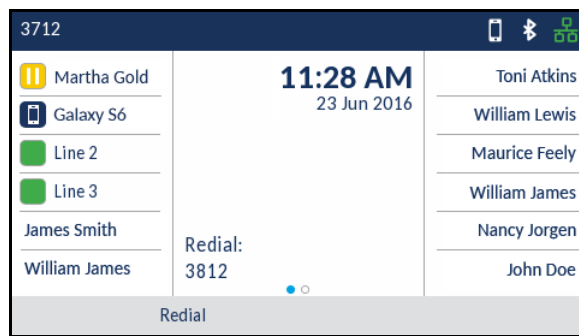 3712
Martha Gold
Galaxy S6
Line 2
Line 3
James Smith
William James
11:28 AM
23 Jun 2016
Redial:
3812
Toni Atkins
William Lewis
Maurice Feely
William James
Nancy Jorgen
John Doe
Redial